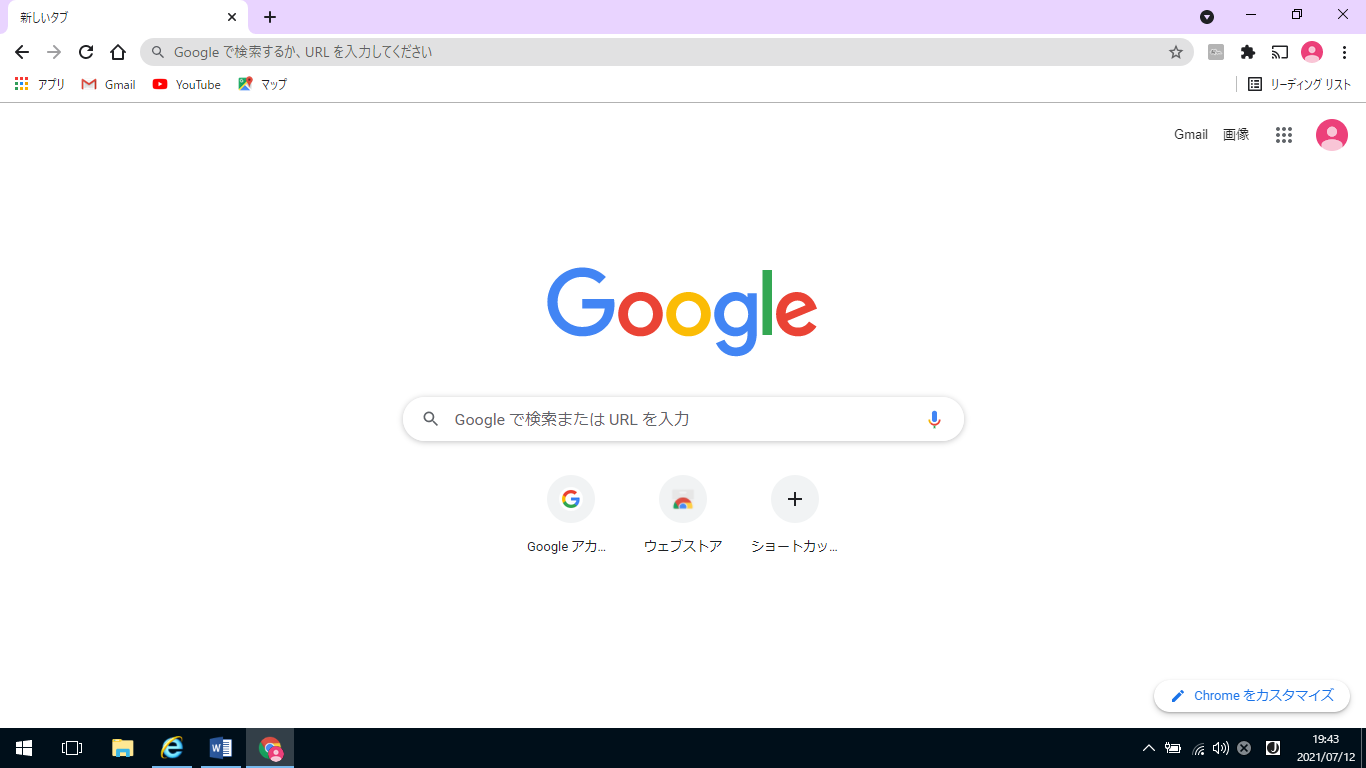 新しいタブ
Google で検索するか、URL を入力してください
アプリ Gmail YouTube マップ リーディング リスト
Gmail 画像
Google
Google で検索または URL を入力
Google アカ... ウェブストア ショートカッ...
Chrome をカスタマイズ
19:43
2021/07/12